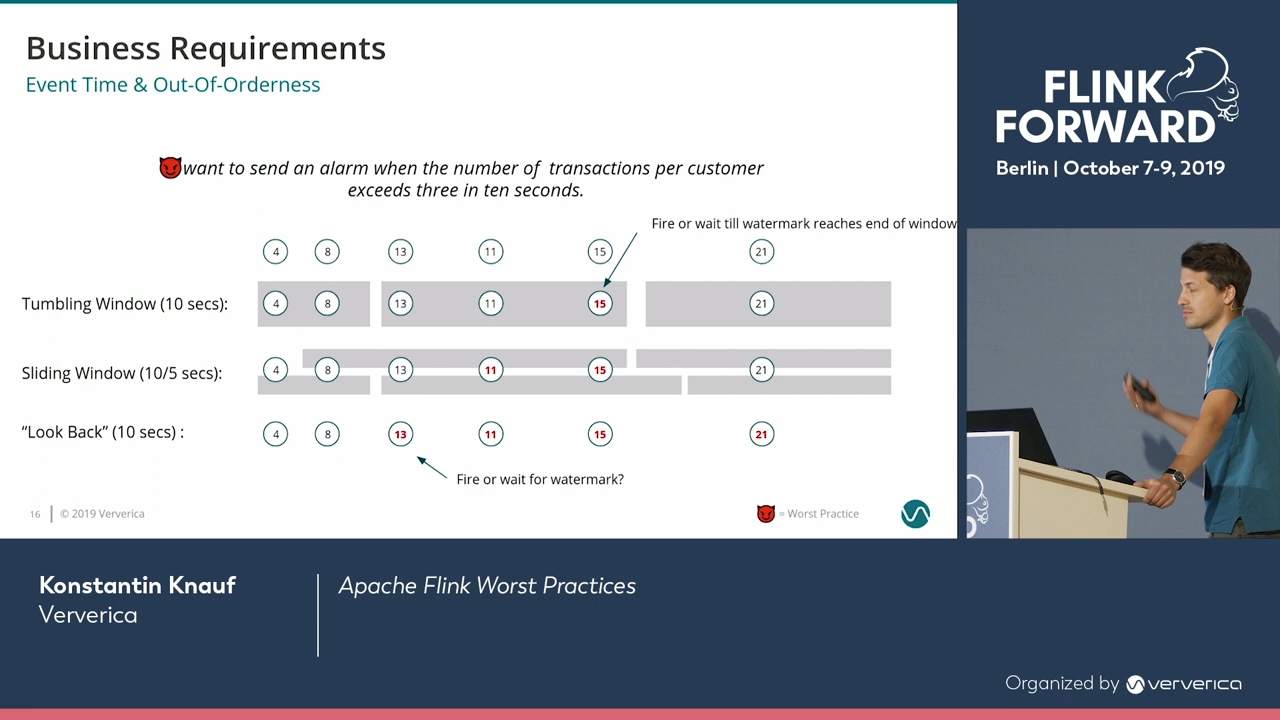 Business Requirements
Event Time & Out-Of-Orderness
want to send an alarm when the number of transactions per customer
exceeds three in ten seconds.
Fire or wait till watermark reaches end of window
4 8 13 11 15 21
Tumbling Window (10 secs): 4 8 13 11 15 21
Sliding Window (10/5 secs): 4 8 13 11 15 21
“Look Back” (10 secs) : 4 8 13 11 15 21
Fire or wait for watermark?
16 | © 2019 Ververica
= Worst Practice
FLINK
FORWARD
Berlin | October 7-9, 2019
Konstantin Knauf
Ververica
Apache Flink Worst Practices
Organized by ververica